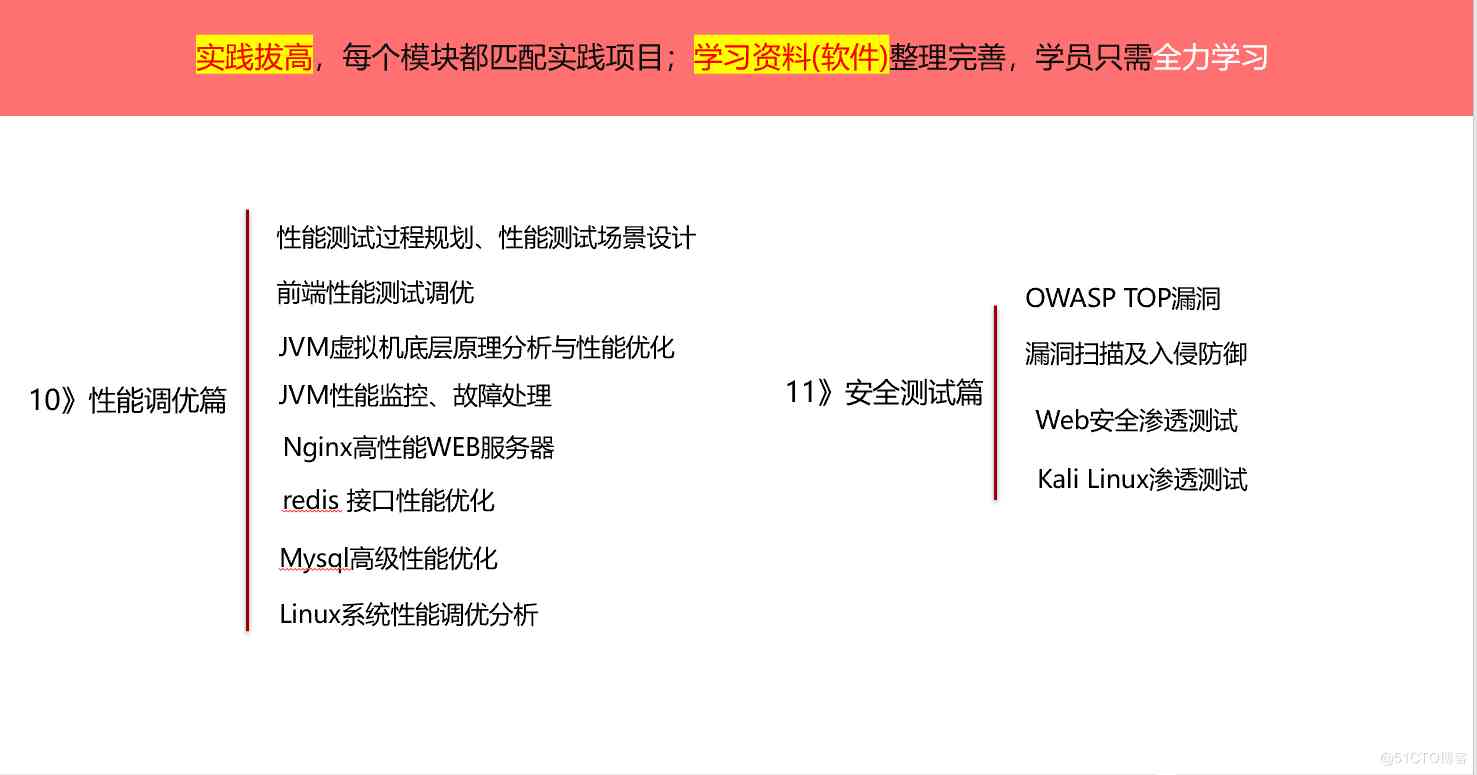 实践拔高，每个模块都匹配实践项目；学习资料(软件)整理完善，学员只需全力学习
10》性能调优篇
性能测试过程规划、性能测试场景设计
前端性能测试调优
JVM虚拟机底层原理分析与性能优化
JVM性能监控、故障处理
Nginx高性能WEB服务器
redis 接口性能优化
Mysql高级性能优化
Linux系统性能调优分析
11》安全测试篇
OWASP TOP漏洞
漏洞扫描及入侵防御
Web安全渗透测试
Kali Linux渗透测试
@51CTO博客